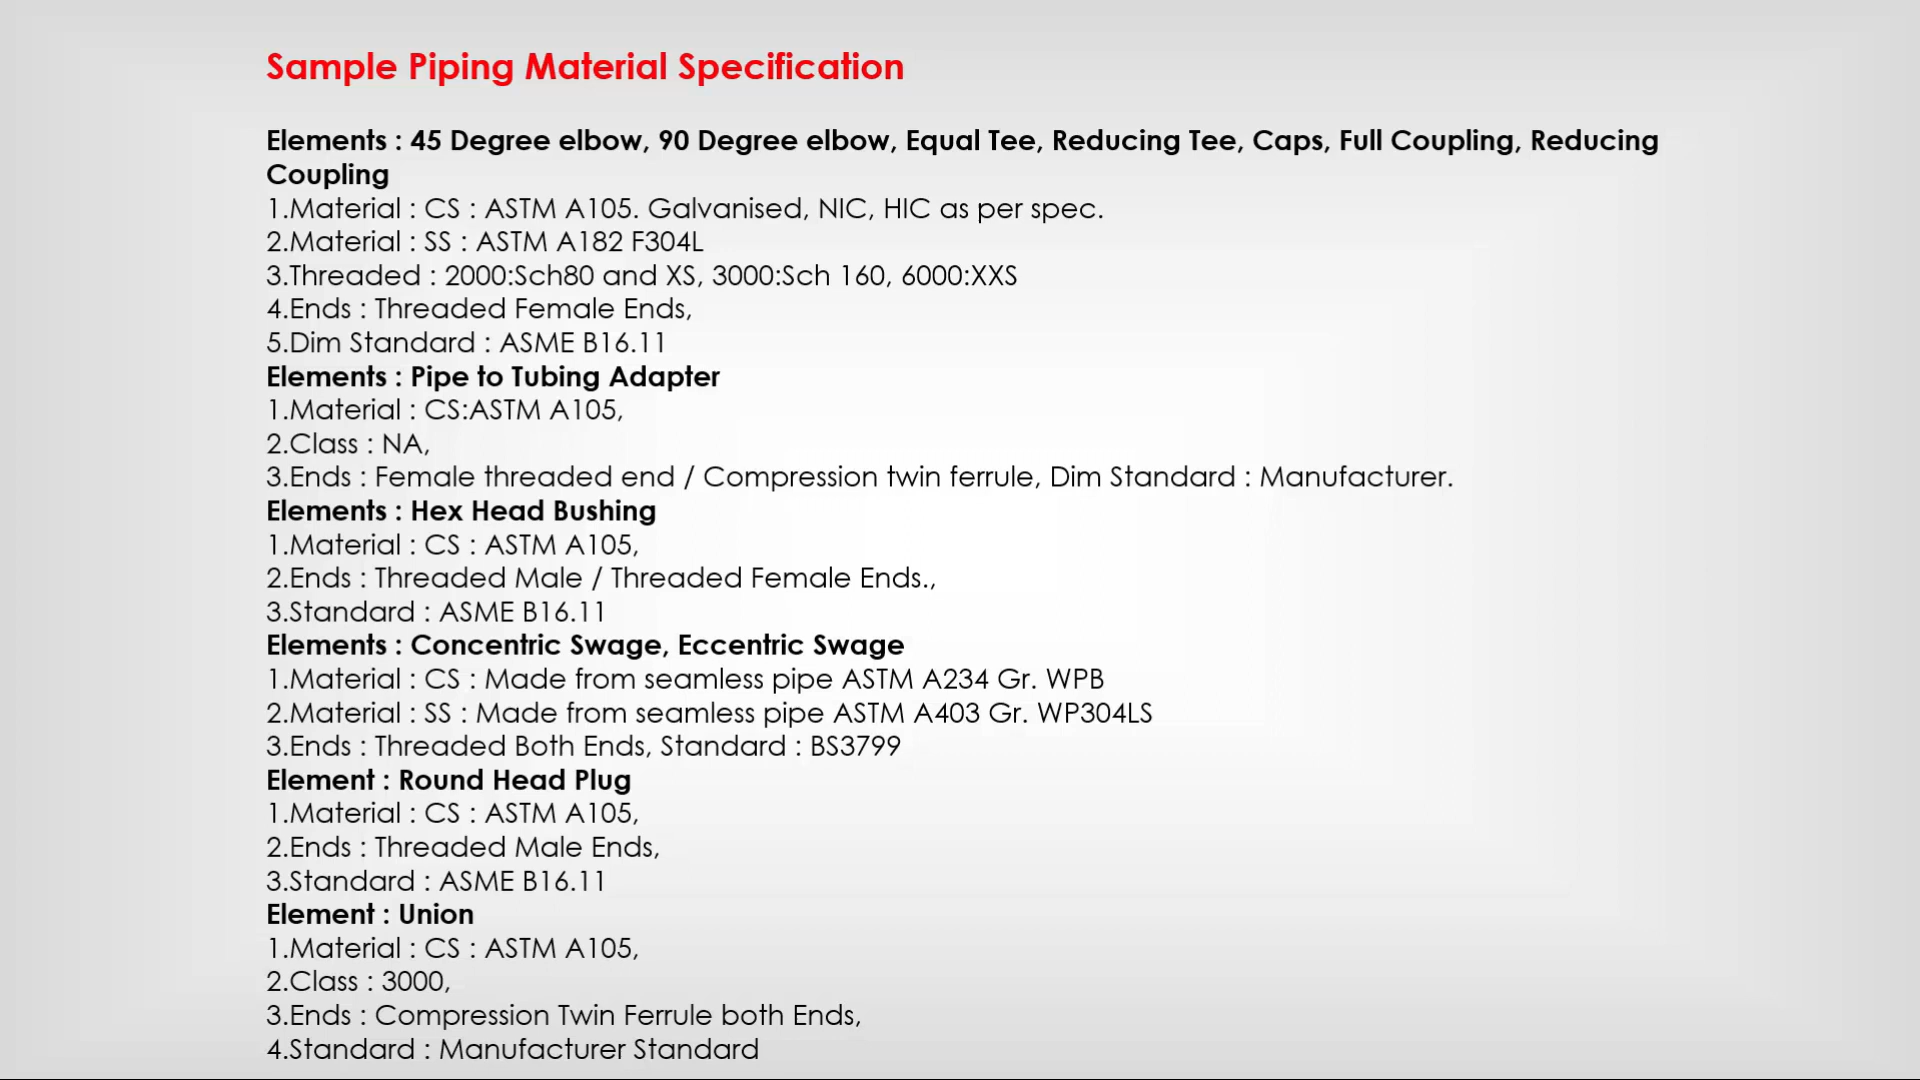 Sample Piping Material Specification
Elements : 45 Degree elbow, 90 Degree elbow, Equal Tee, Reducing Tee, Caps, Full Coupling, Reducing
Coupling
1.Material : CS : ASTM A105. Galvanised, NIC, HIC as per spec.
2.Material : SS : ASTM A182 F304L
3.Threaded : 2000:Sch80 and XS, 3000:Sch 160, 6000:XXS
4.Ends : Threaded Female Ends,
5.Dim Standard : ASME B16.11
Elements : Pipe to Tubing Adapter
1.Material : CS:ASTM A105,
2.Class : NA,
3.Ends : Female threaded end / Compression twin ferrule, Dim Standard : Manufacturer.
Elements : Hex Head Bushing
1.Material : CS : ASTM A105,
2.Ends : Threaded Male / Threaded Female Ends.,
3.Standard : ASME B16.11
Elements : Concentric Swage, Eccentric Swage
1.Material : CS : Made from seamless pipe ASTM A234 Gr. WPB
2.Material : SS : Made from seamless pipe ASTM A403 Gr. WP304LS
3.Ends : Threaded Both Ends, Standard : BS3799
Element : Round Head Plug
1.Material : CS : ASTM A105,
2.Ends : Threaded Male Ends,
3.Standard : ASME B16.11
Element : Union
1.Material : CS : ASTM A105,
2.Class : 3000,
3.Ends : Compression Twin Ferrule both Ends,
4.Standard : Manufacturer Standard